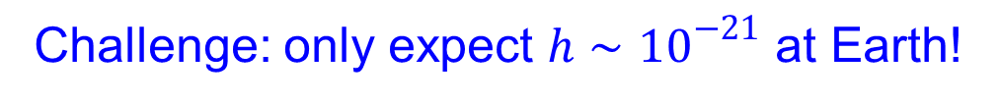 Challenge: only expect ℎ ~ 10⁻²¹ at Earth!